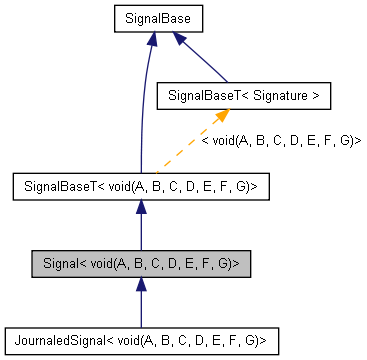 SignalBase
SignalBaseT< Signature >
< void(A, B, C, D, E, F, G)>
SignalBaseT< void(A, B, C, D, E, F, G)>
Signal< void(A, B, C, D, E, F, G)>
JournaledSignal< void(A, B, C, D, E, F, G)>